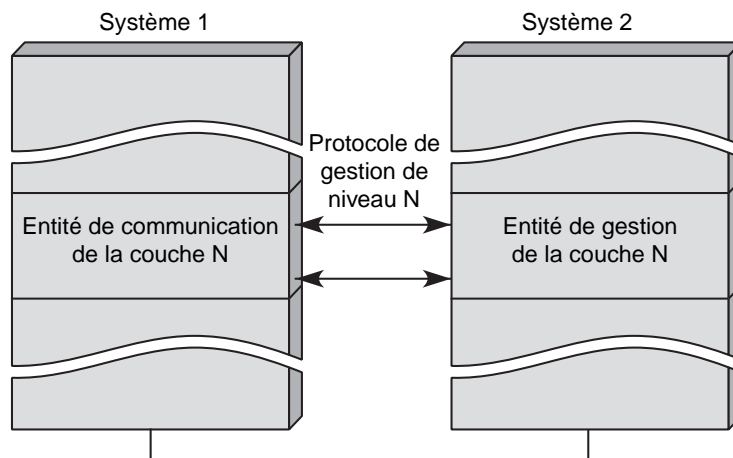 Système 1
Système 2
Protocole de
gestion de
niveau N
Entité de communication
de la couche N
Entité de gestion
de la couche N